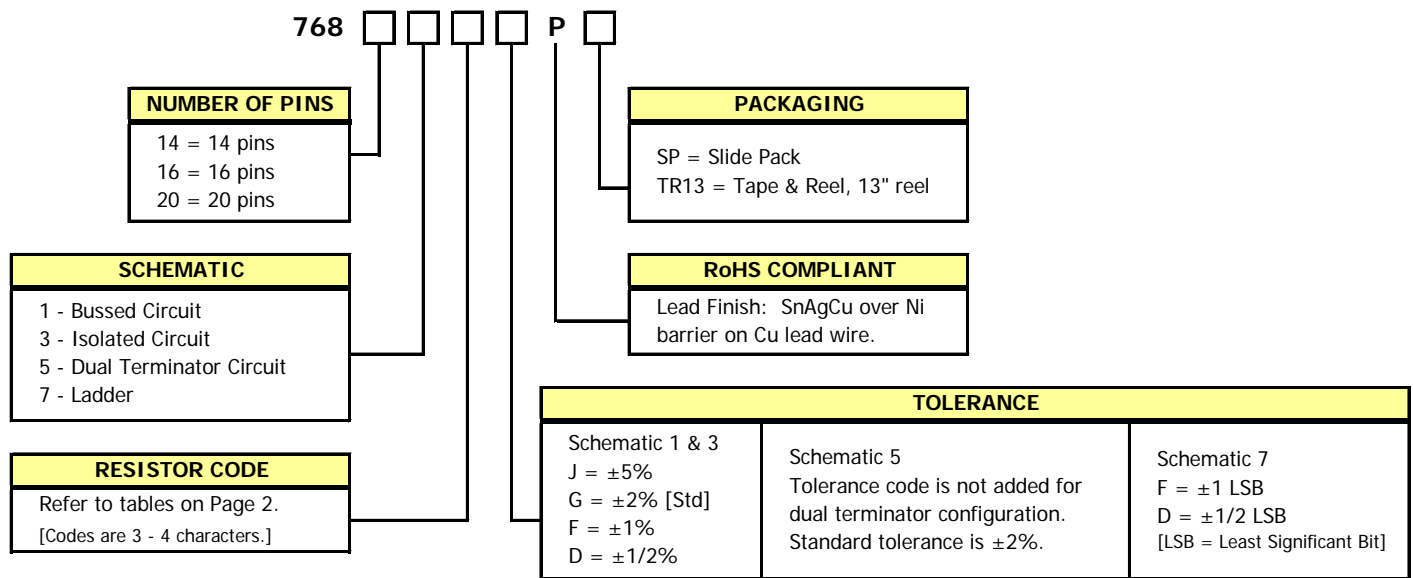 768 P
NUMBER OF PINS
14 = 14 pins
16 = 16 pins
20 = 20 pins
PACKAGING
SP = Slide Pack
TR13 = Tape & Reel, 13" reel
SCHEMATIC
1 - Bussed Circuit
3 - Isolated Circuit
5 - Dual Terminator Circuit
7 - Ladder
RoHS COMPLIANT
Lead Finish: SnAgCu over Ni
barrier on Cu lead wire.
RESISTOR CODE
Refer to tables on Page 2.
[Codes are 3 - 4 characters.]
TOLERANCE
Schematic 1 & 3
J = ±5%
G = ±2% [Std]
F = ±1%
D = ±1/2%
Schematic 5
Tolerance code is not added for
dual terminator configuration.
Standard tolerance is ±2%.
Schematic 7
F = ±1 LSB
D = ±1/2 LSB
[LSB = Least Significant Bit]